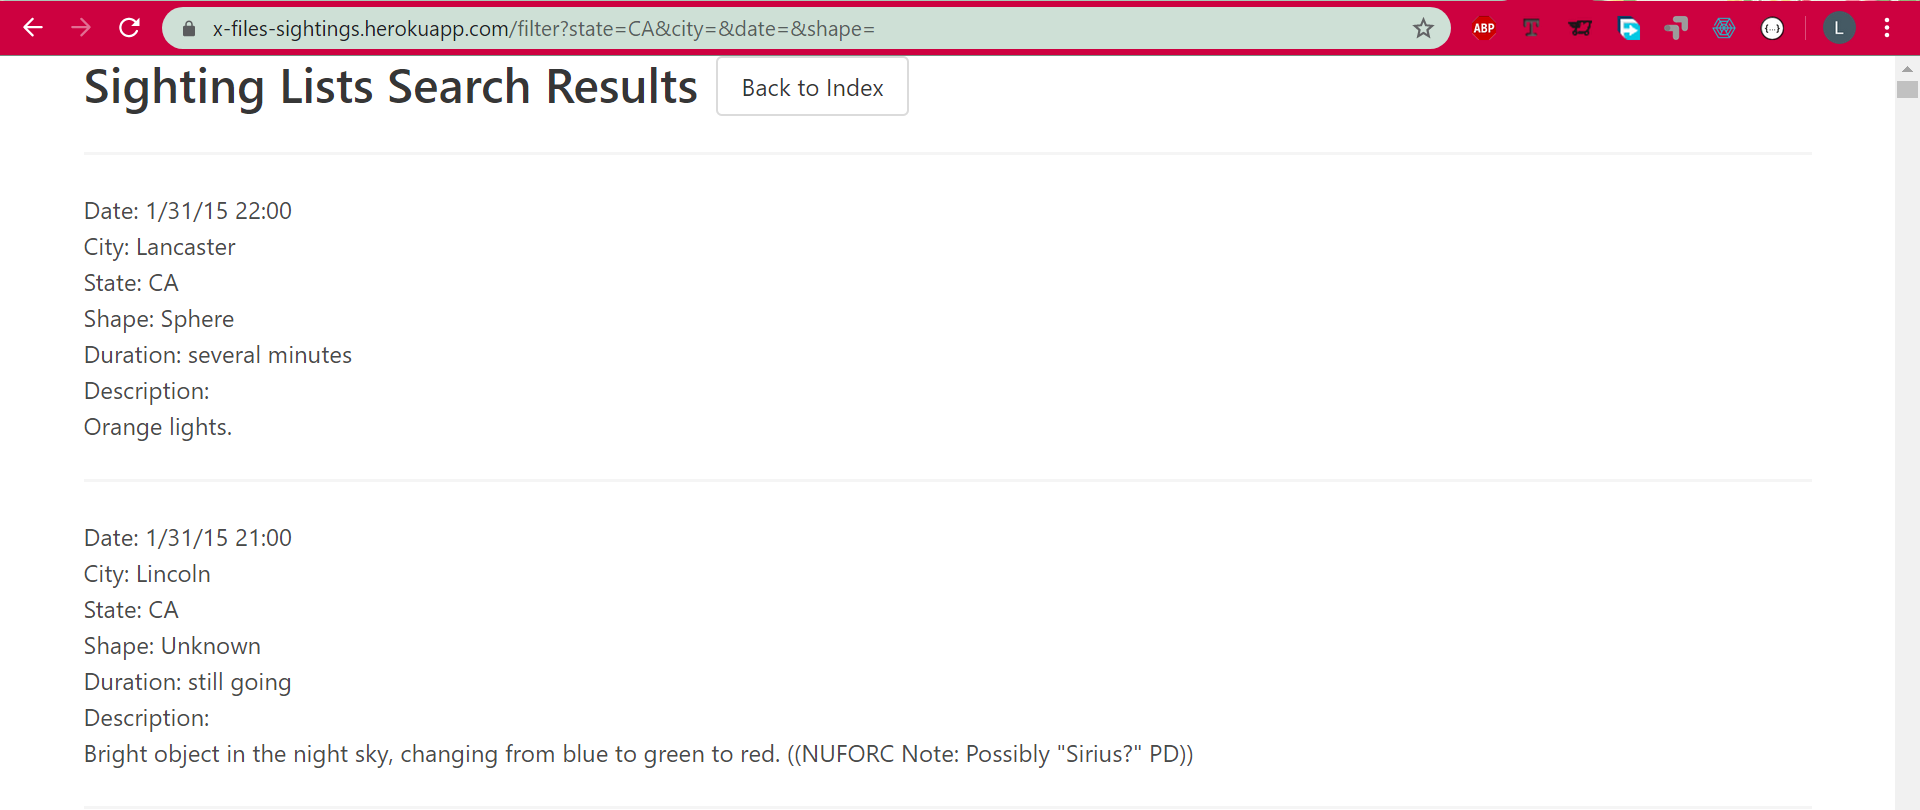 x-files-sightings.herokuapp.com/filter?state=CA&city=&date=&shape=
ABP
T
{...}
L
Sighting Lists Search Results
Back to Index
Date: 1/31/15 22:00
City: Lancaster
State: CA
Shape: Sphere
Duration: several minutes
Description:
Orange lights.
Date: 1/31/15 21:00
City: Lincoln
State: CA
Shape: Unknown
Duration: still going
Description:
Bright object in the night sky, changing from blue to green to red. ((NUFORC Note: Possibly "Sirius?" PD))